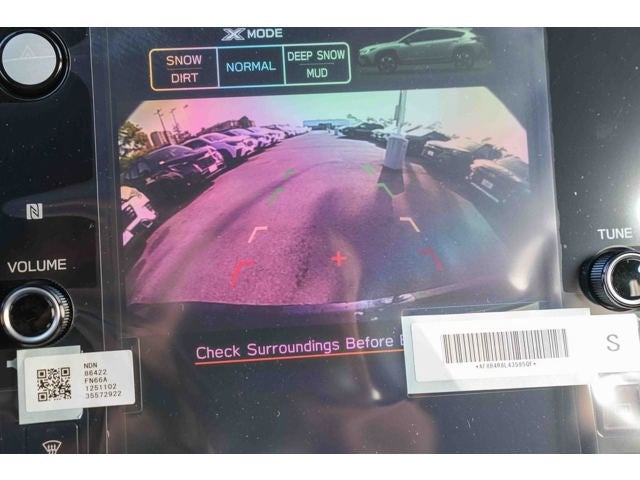 X MODE
SNOW
DIRT
NORMAL
DEEP SNOW
MUD
VOLUME
TUNE
Check Surroundings Before
NDN
86422
FN66A
1251102
35572922
S